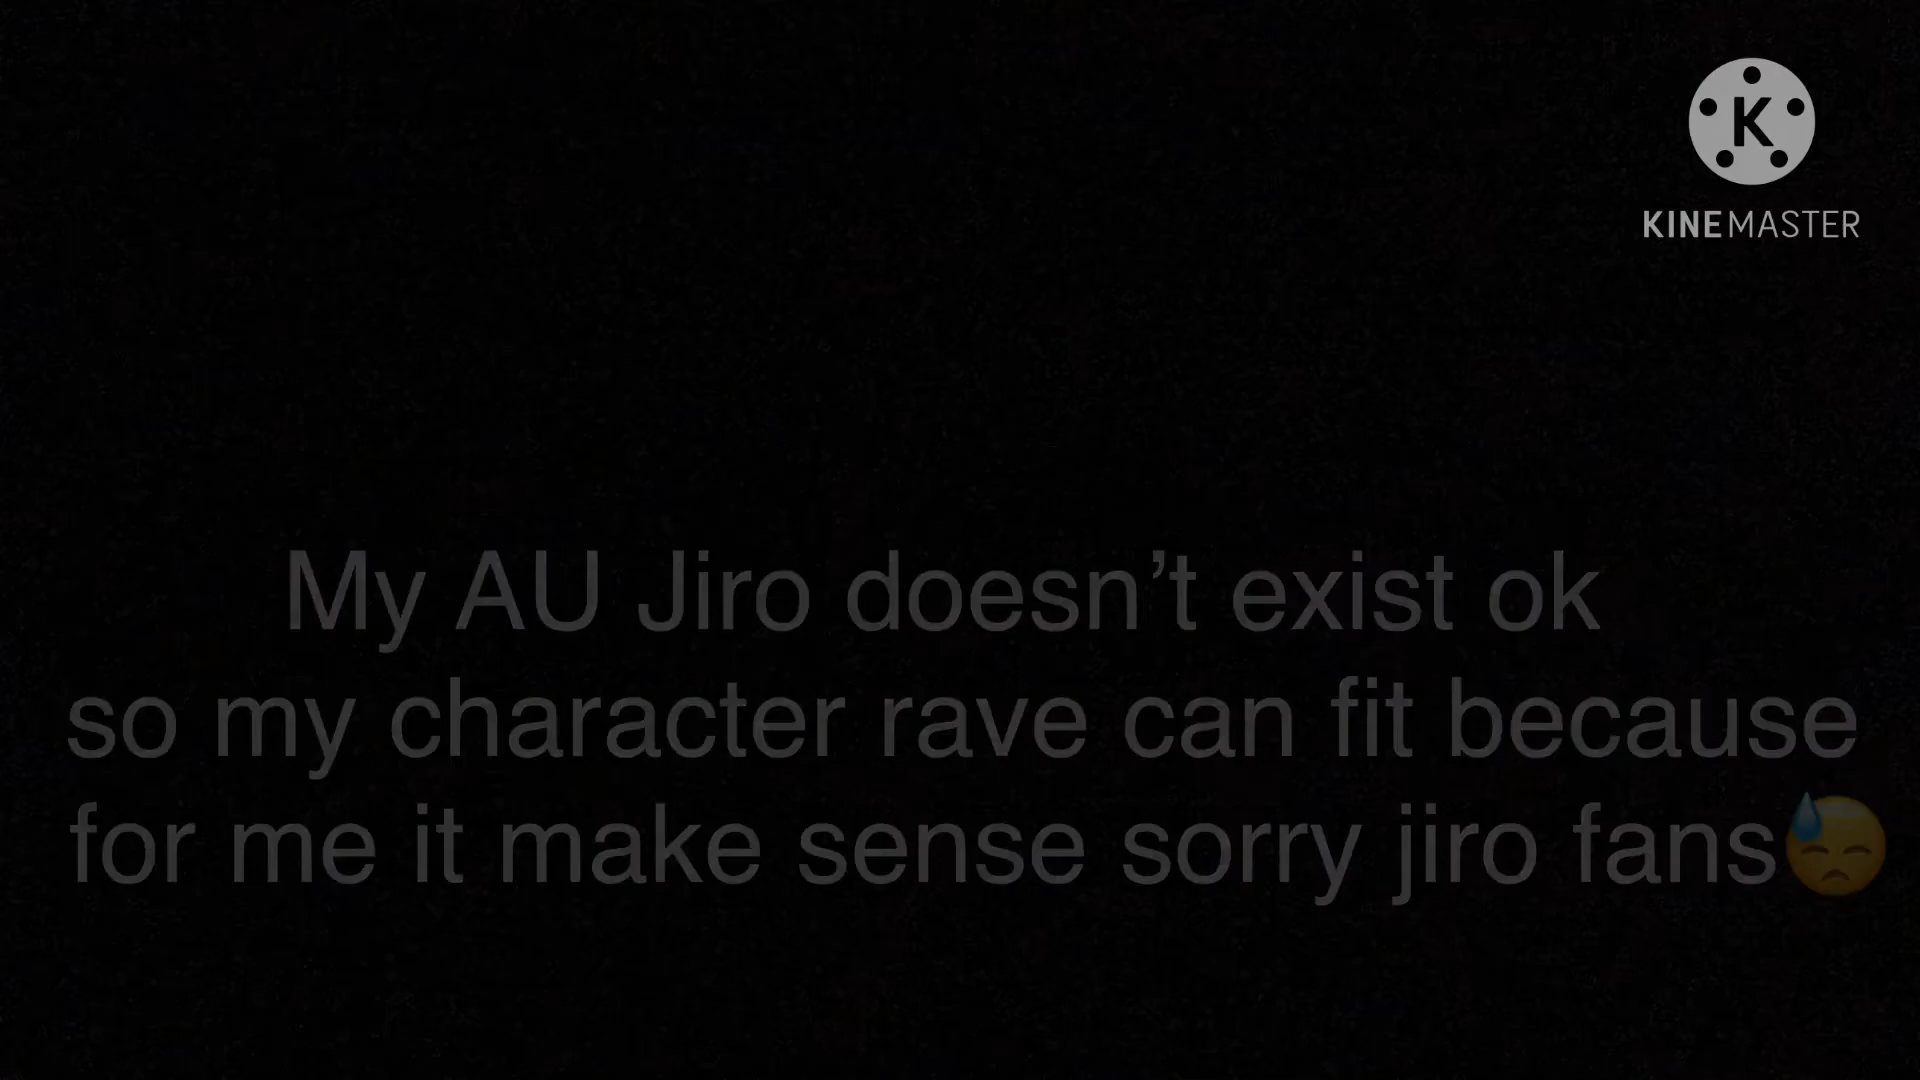 K
KINEMASTER
My AU Jiro doesn’t exist ok
so my character rave can fit because
for me it make sense sorry jiro fans😓